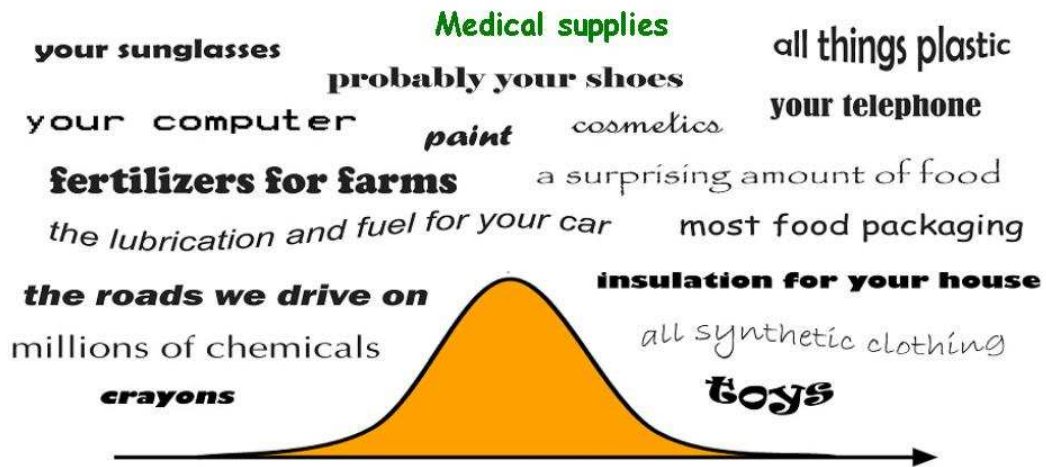 Medical supplies
your sunglasses
all things plastic
probably your shoes
your telephone
your computer
paint
cosmetics
fertilizers for farms
a surprising amount of food
the lubrication and fuel for your car
most food packaging
insulation for your house
the roads we drive on
millions of chemicals
all synthetic clothing
crayons
toys